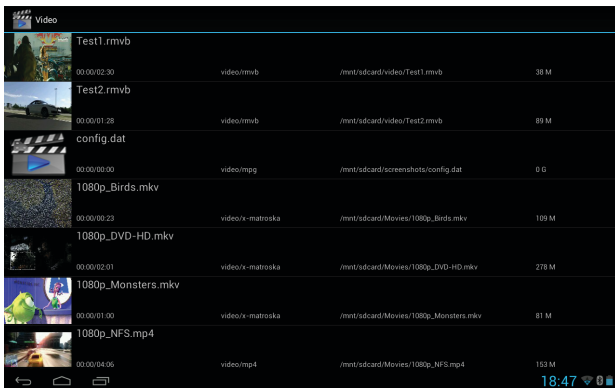 Video
Test1.rmvb
00:00/02:30 video/rmvb /mnt/sdcard/video/Test1.rmvb 38 M
Test2.rmvb
00:00/01:28 video/rmvb /mnt/sdcard/video/Test2.rmvb 89 M
config.dat
00:00/00:00 video/mpg /mnt/sdcard/screenshots/config.dat 0 G
1080p_Birds.mkv
00:00/00:23 video/x-matroska /mnt/sdcard/Movies/1080p_Birds.mkv 109 M
1080p_DVD-HD.mkv
00:00/02:01 video/x-matroska /mnt/sdcard/Movies/1080p_DVD-HD.mkv 278 M
1080p_Monsters.mkv
00:00/01:00 video/x-matroska /mnt/sdcard/Movies/1080p_Monsters.mkv 81 M
1080p_NFS.mp4
00:00/04:06 video/mp4 /mnt/sdcard/Movies/1080p_NFS.mp4 153 M
18:47